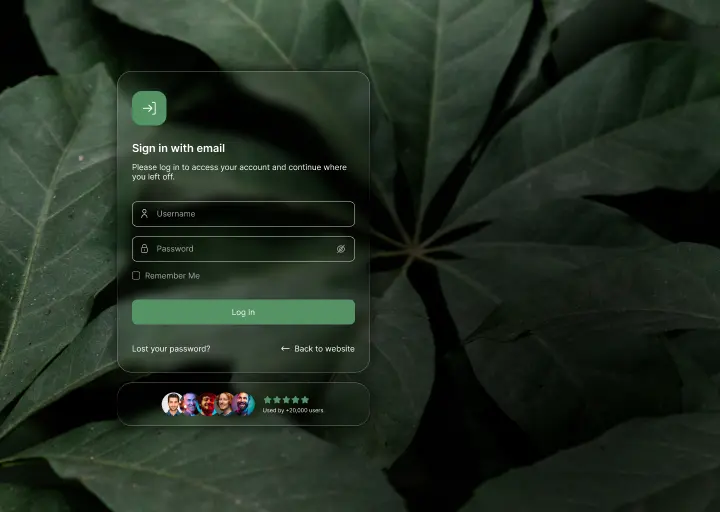 Sign in with email
Please log in to access your account and continue where
you left off.
Username
Password
Remember Me
Log In
Lost your password?
← Back to website
Used by +20,000 users.